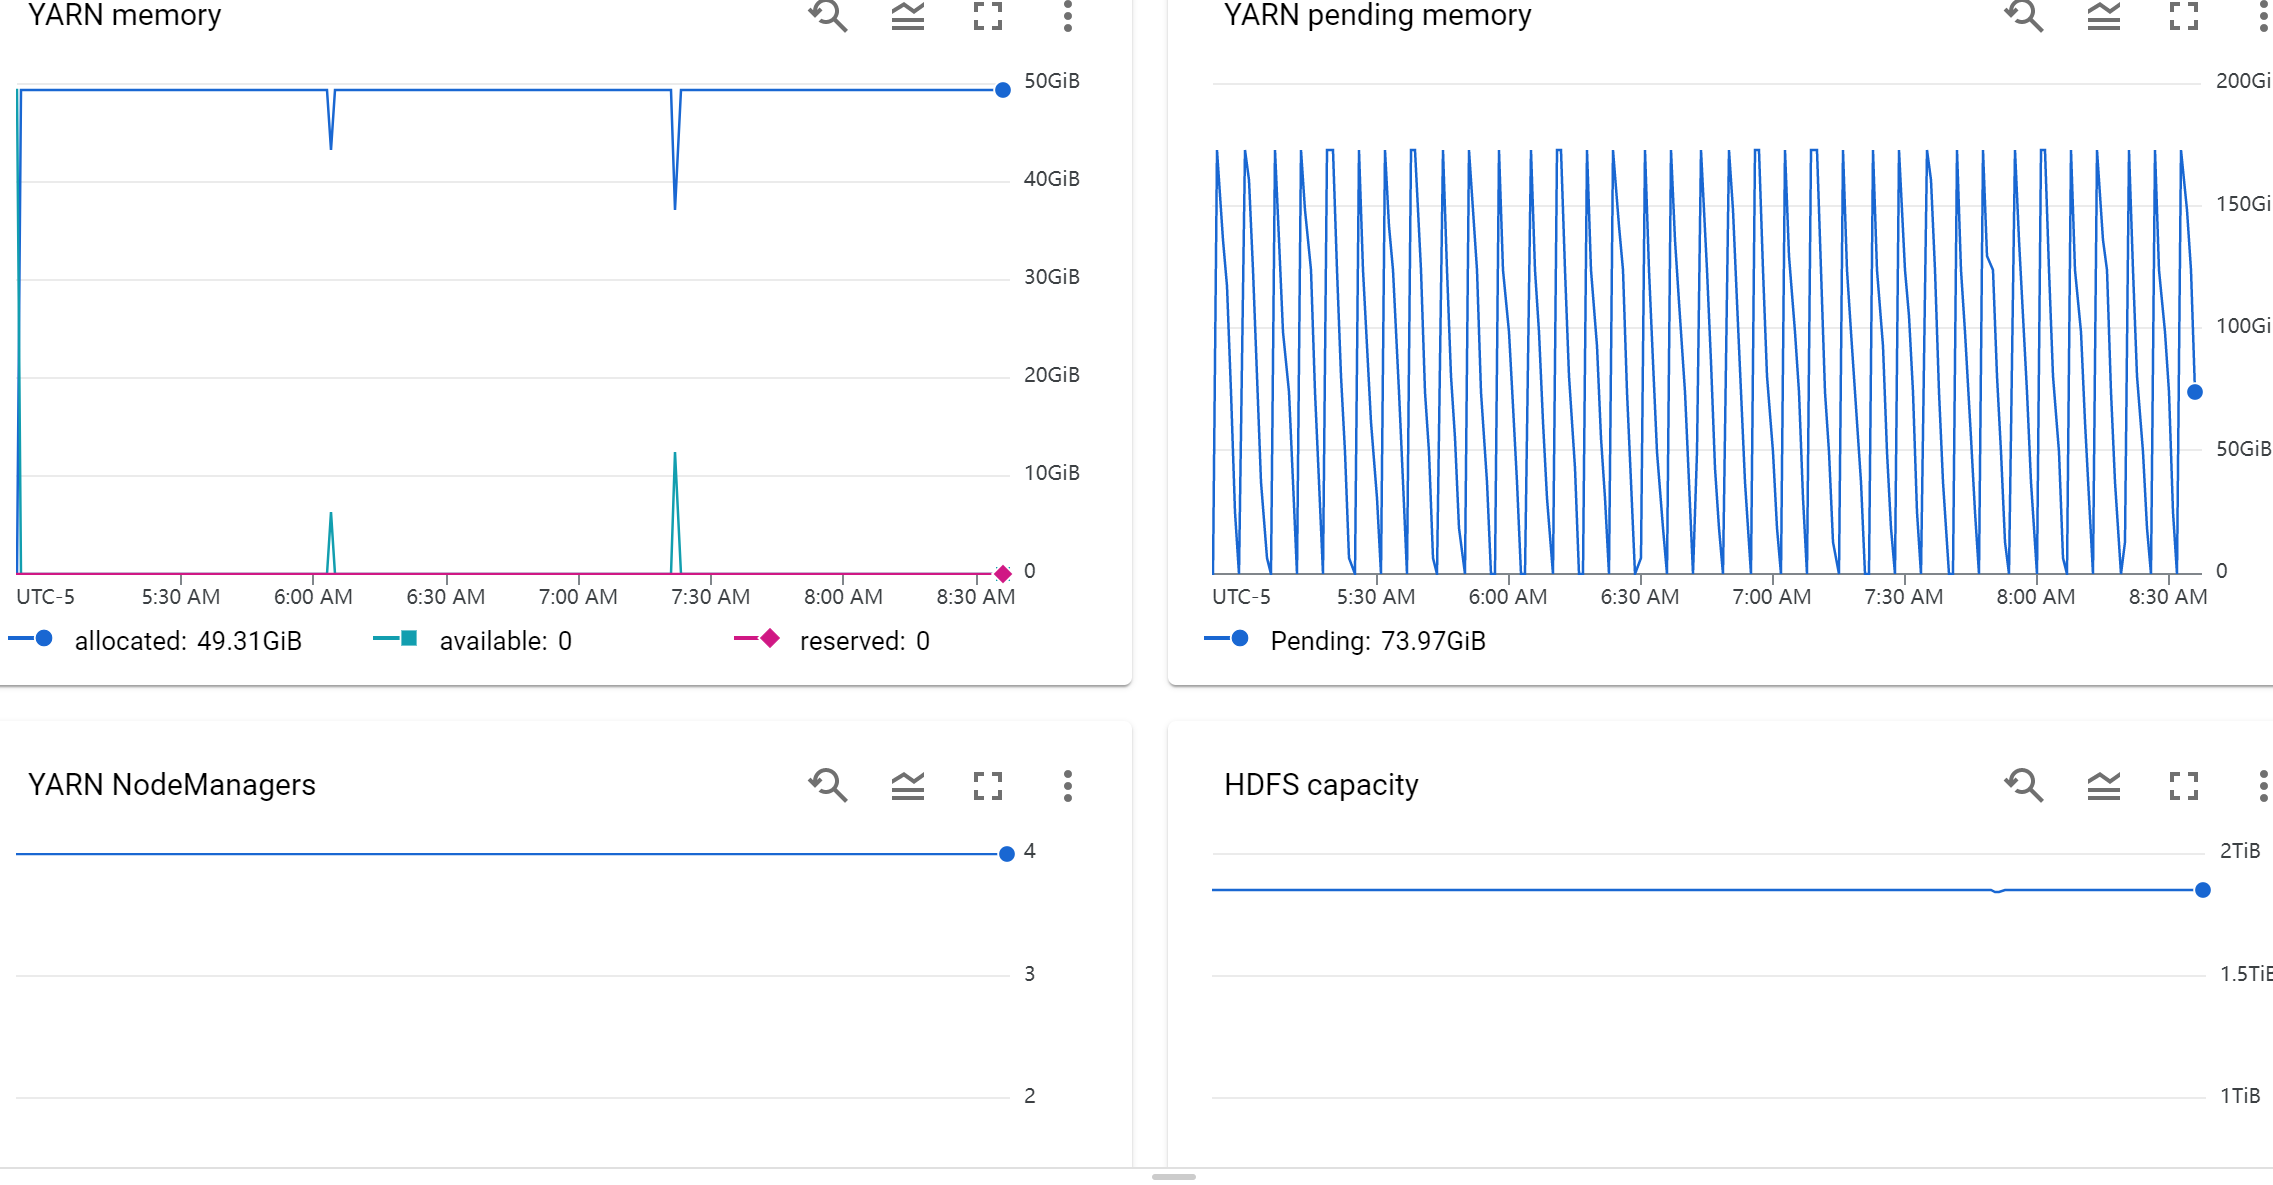 YARN memory
50GiB
40GiB
30GiB
20GiB
10GiB
0
UTC-5 5:30 AM 6:00 AM 6:30 AM 7:00 AM 7:30 AM 8:00 AM 8:30 AM
allocated: 49.31GiB available: 0 reserved: 0
YARN pending memory
200Gi
150Gi
100Gi
50GiB
0
UTC-5 5:30 AM 6:00 AM 6:30 AM 7:00 AM 7:30 AM 8:00 AM 8:30 AM
Pending: 73.97GiB
YARN NodeManagers
4
3
2
HDFS capacity
2TiB
1.5TiB
1TiB